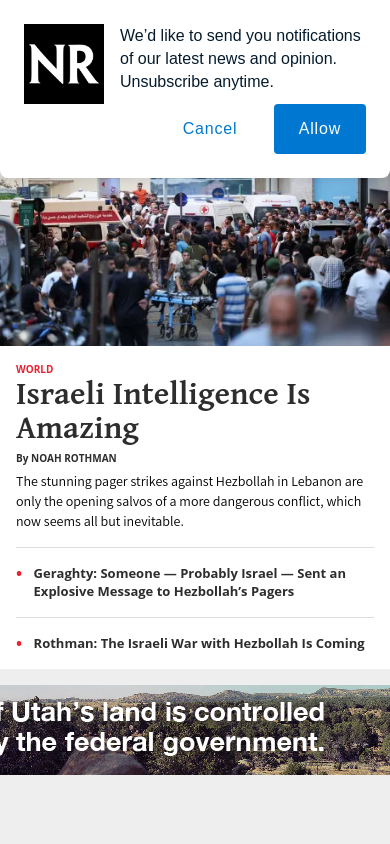 NR
We’d like to send you notifications
of our latest news and opinion.
Unsubscribe anytime.
Cancel
Allow
WORLD
Israeli Intelligence Is
Amazing
By NOAH ROTHMAN
The stunning pager strikes against Hezbollah in Lebanon are
only the opening salvos of a more dangerous conflict, which
now seems all but inevitable.
• Geraghty: Someone — Probably Israel — Sent an
Explosive Message to Hezbollah’s Pagers
• Rothman: The Israeli War with Hezbollah Is Coming
f Utah’s land is controlled
y the federal government.